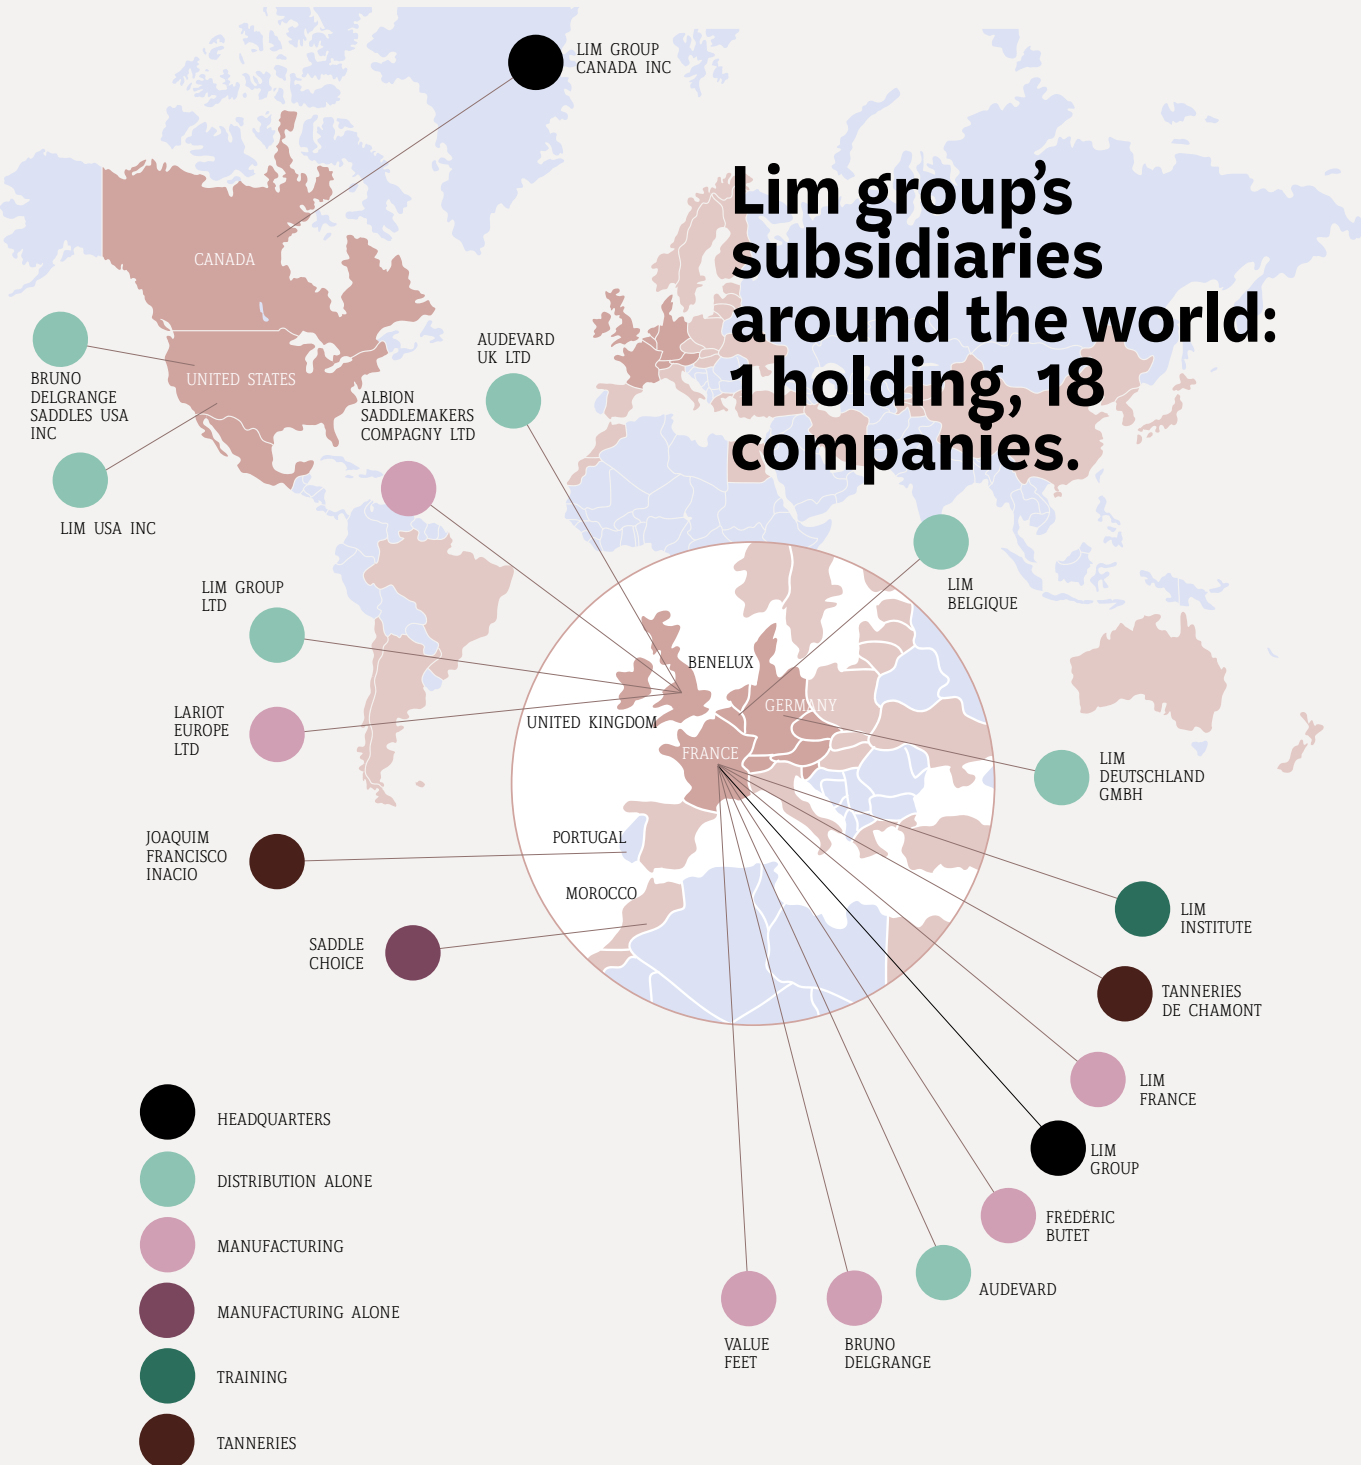 LIM GROUP
CANADA INC
Lim group's
subsidiaries
around the world:
1 holding, 18
companies.
CANADA
UNITED STATES
BRUNO
DELGRANGE
SADDLES USA
INC
LIM USA INC
AUDEVARD
UK LTD
ALBION
SADDLEMAKERS
COMPAGNY LTD
LIM
BELGIQUE
LIM GROUP
LTD
LARIOT
EUROPE
LTD
BENELUX
GERMANY
UNITED KINGDOM
FRANCE
PORTUGAL
MOROCCO
LIM
DEUTSCHLAND
GMBH
JOAQUIM
FRANCISCO
INACIO
SADDLE
CHOICE
LIM
INSTITUTE
TANNERIES
DE CHAMONT
LIM
FRANCE
LIM
GROUP
FRÉDÉRIC
BUTET
AUDEVARD
BRUNO
DELGRANGE
VALUE
FEET
HEADQUARTERS
DISTRIBUTION ALONE
MANUFACTURING
MANUFACTURING ALONE
TRAINING
TANNERIES